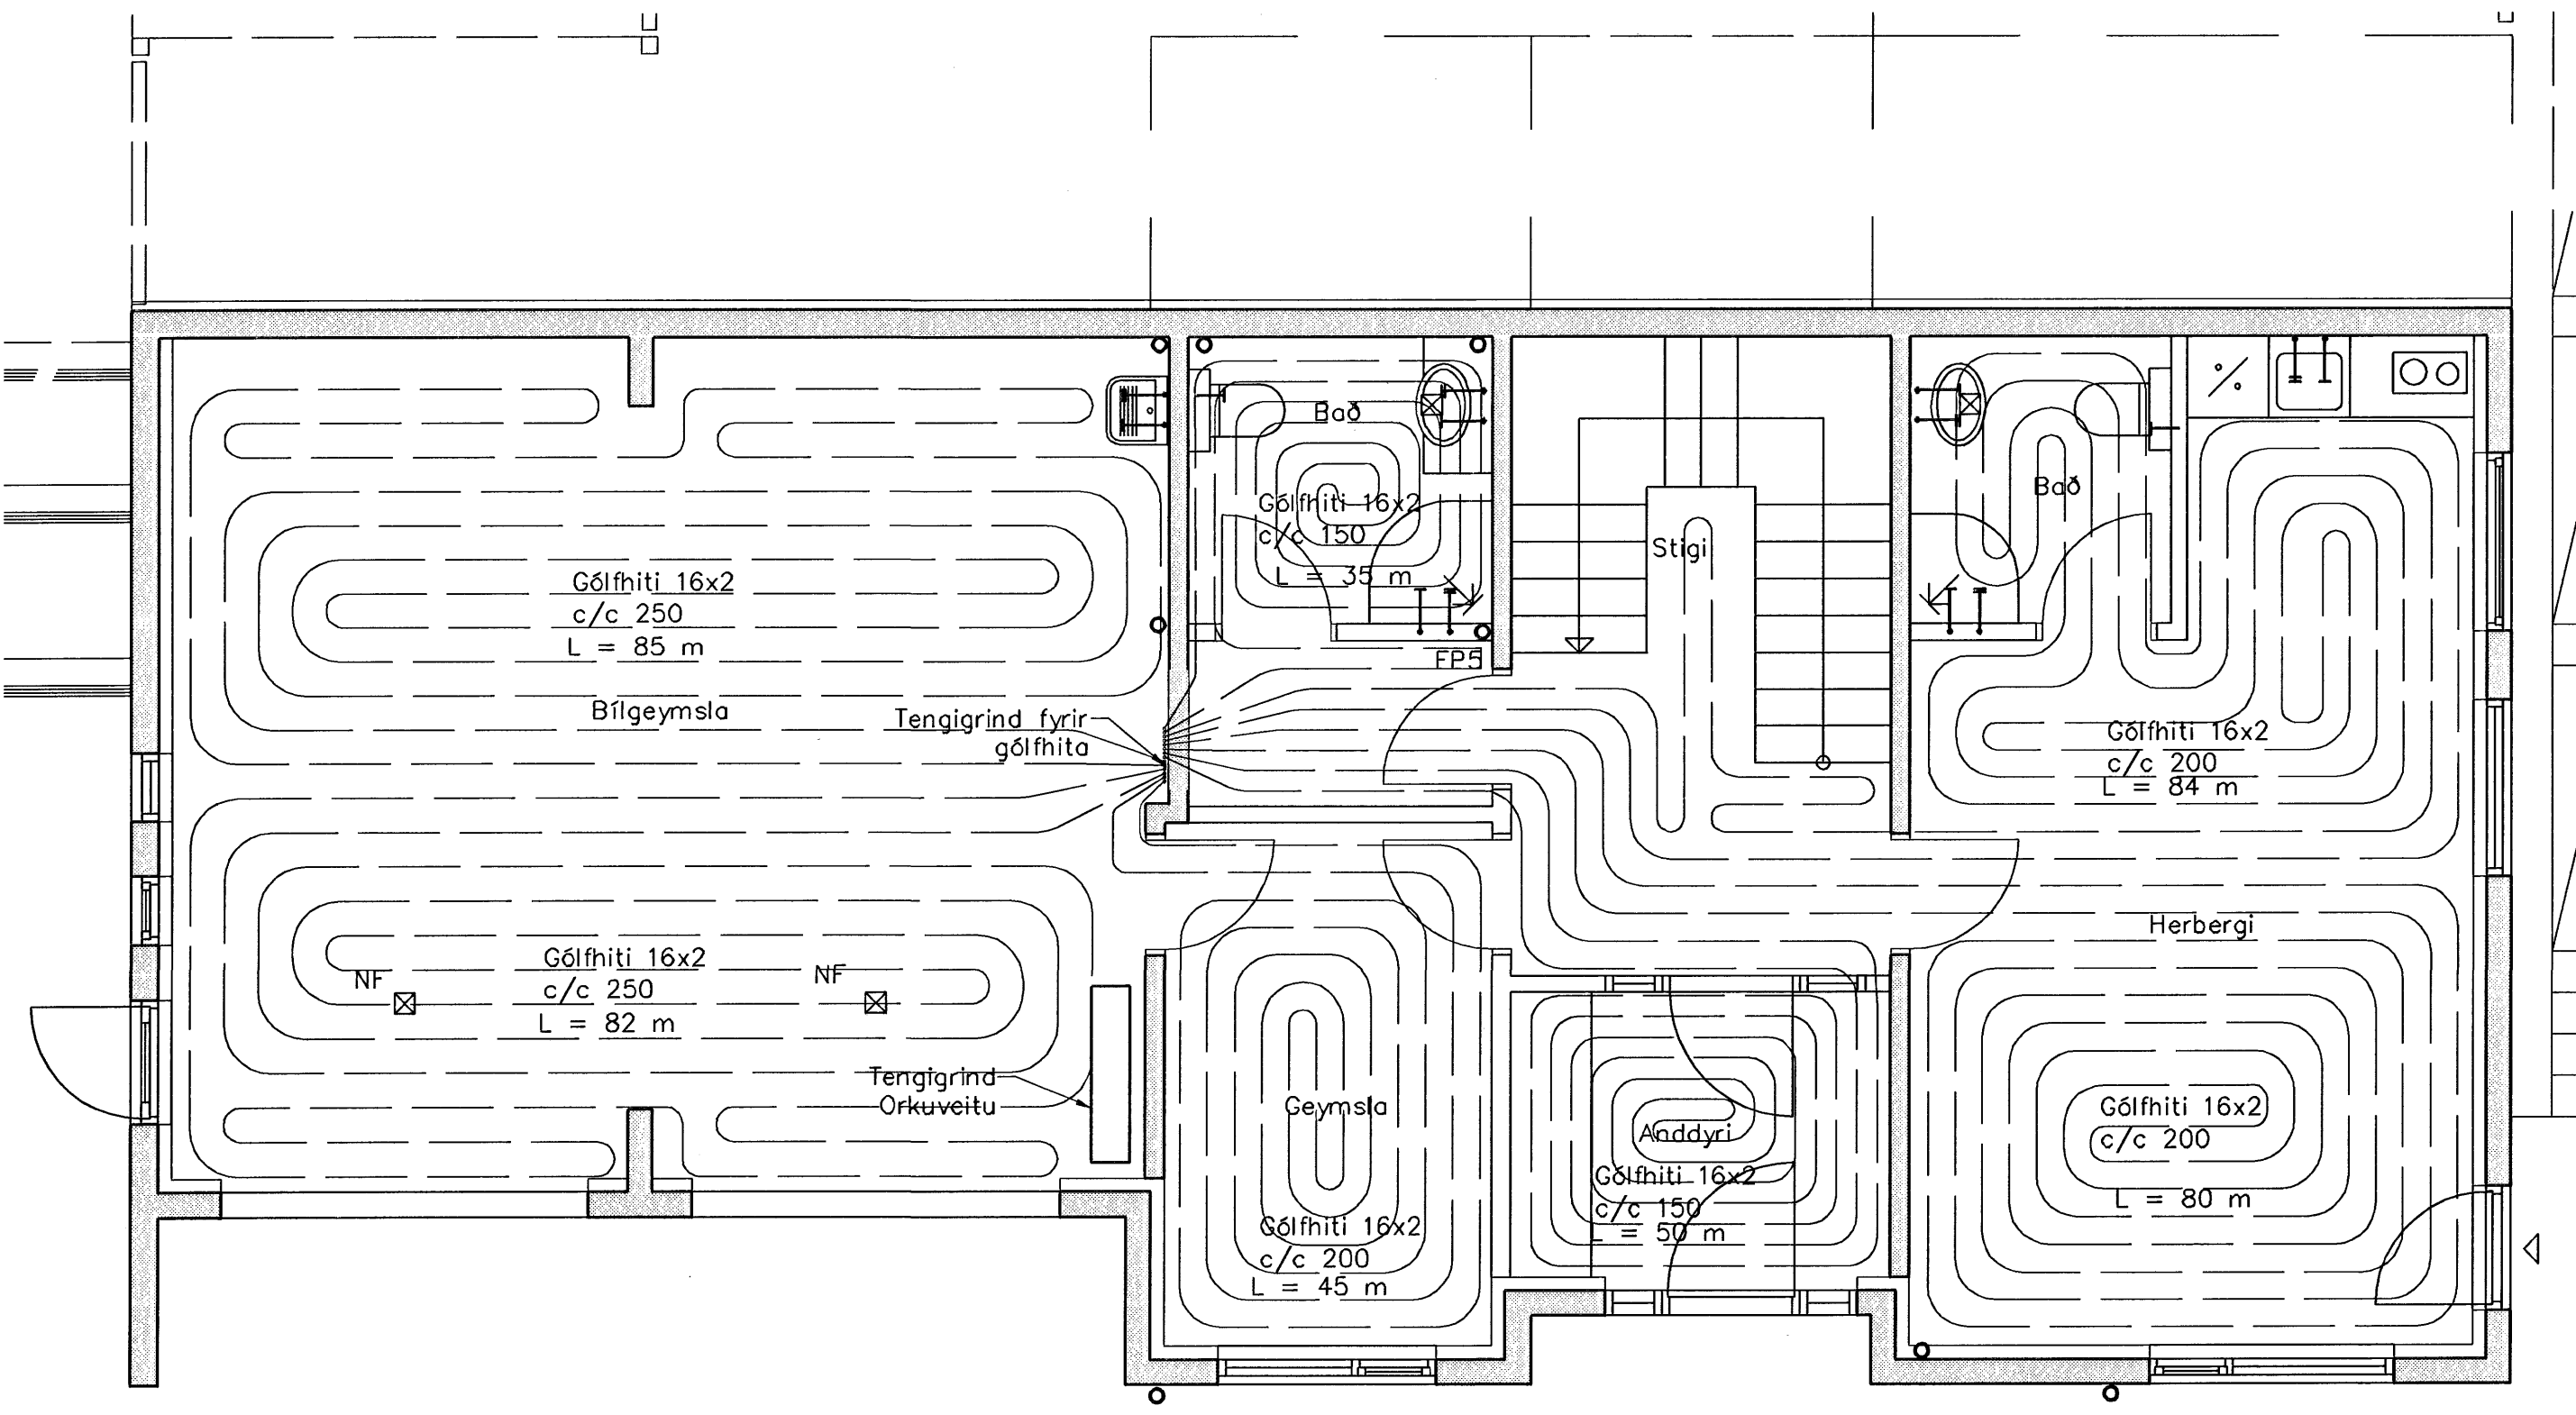 Bað
Gólfhiti 16x2
c/c 150
L = 35 m
FP5
Stigi
Bað
Gólfhiti 16x2
c/c 250
L = 85 m
Bílgeymsla
Tengigrind fyrir
gólfhita
Gólfhiti 16x2
c/c 200
L = 84 m
Herbergi
NF
NF
Gólfhiti 16x2
c/c 250
L = 82 m
Tengigrind
Orkuveitu
Geymsla
Gólfhiti 16x2
c/c 200
L = 45 m
Anddyri
Gólfhiti 16x2
c/c 150
L = 50 m
Gólfhiti 16x2
c/c 200
L = 80 m